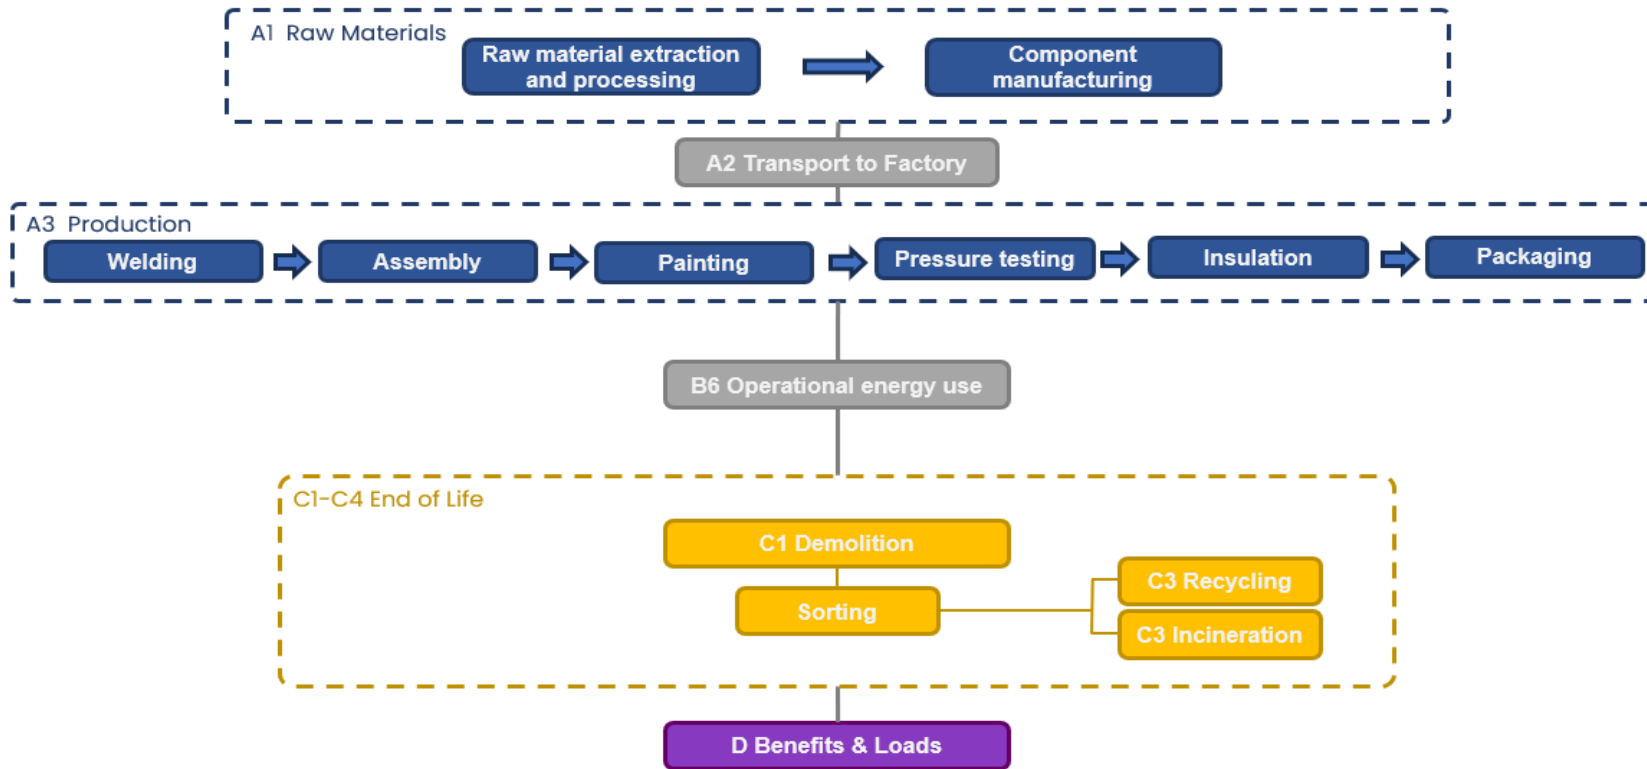 A1 Raw Materials
Raw material extraction
and processing
Component
manufacturing
A2 Transport to Factory
A3 Production
Welding
Assembly
Painting
Pressure testing
Insulation
Packaging
B6 Operational energy use
C1-C4 End of Life
C1 Demolition
Sorting
C3 Recycling
C3 Incineration
D Benefits & Loads